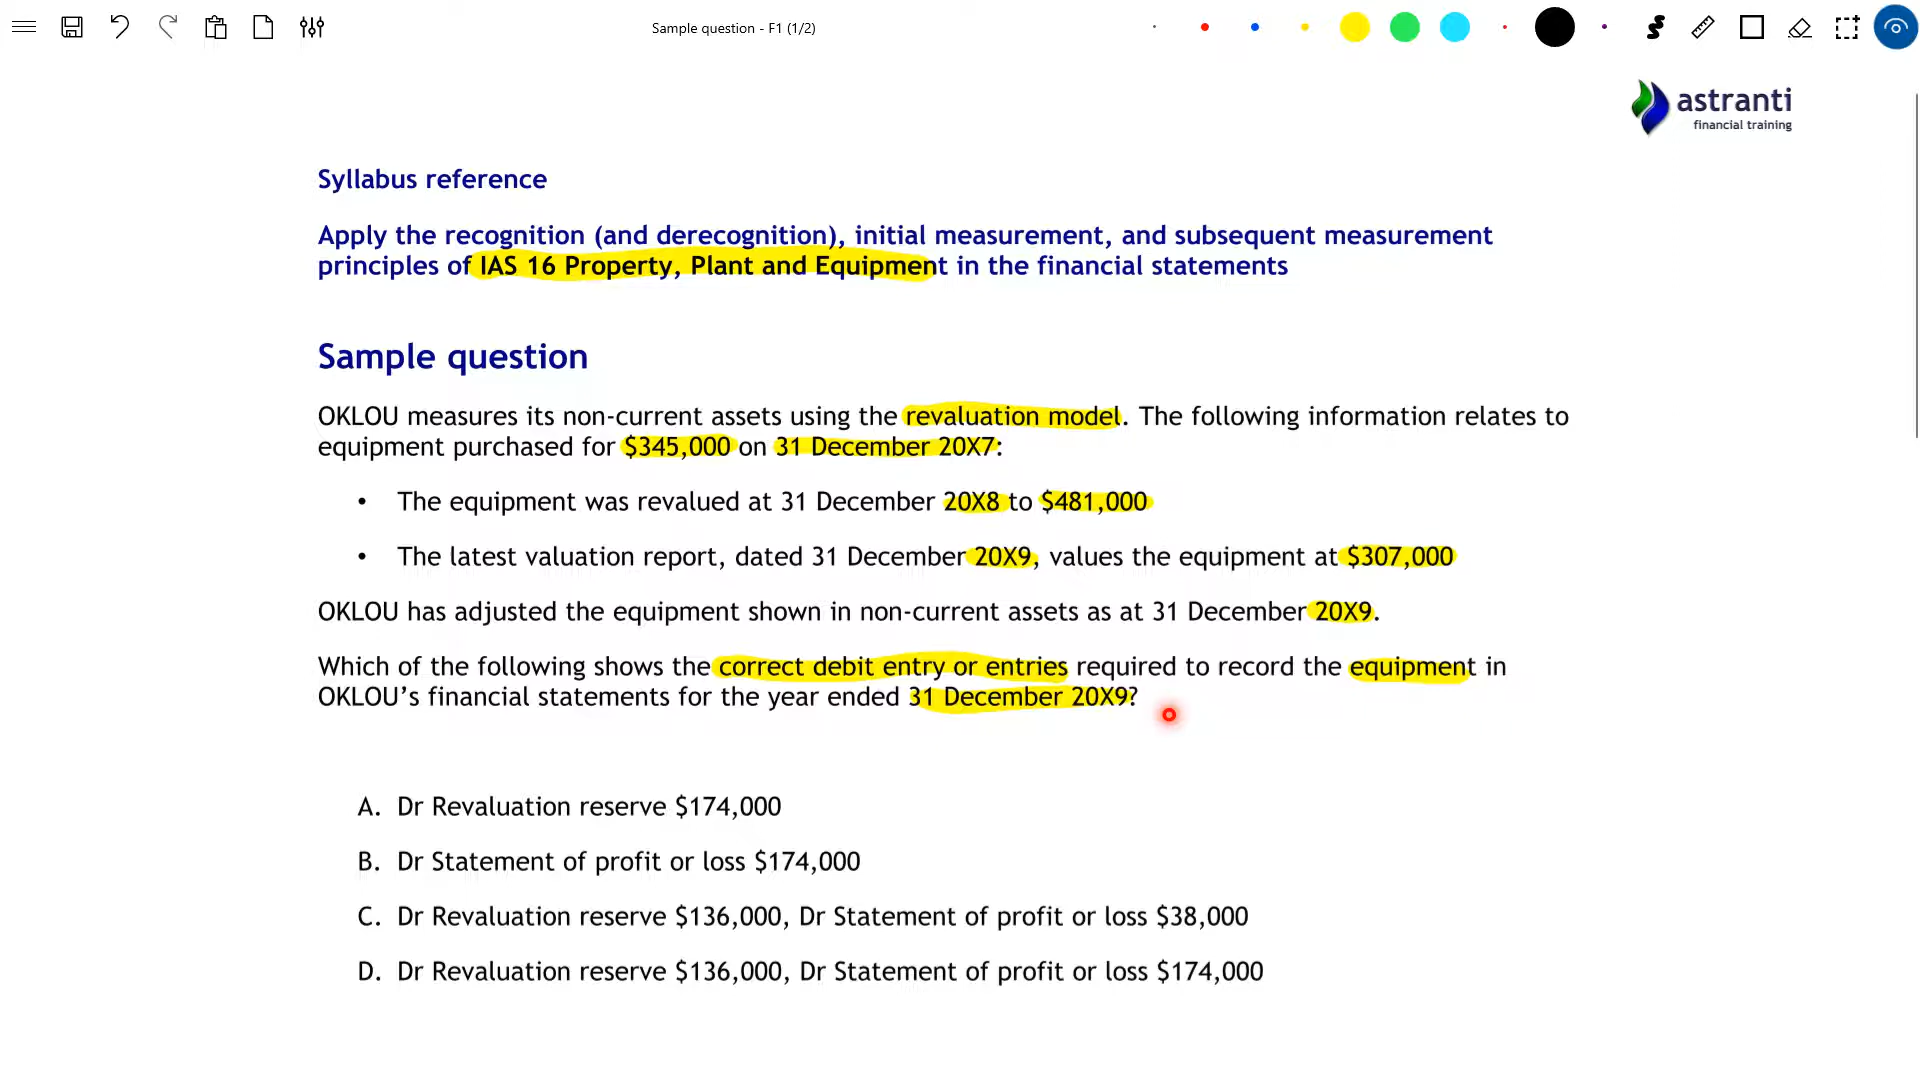 Sample question - F1 (1/2)
astranti
financial training
Syllabus reference
Apply the recognition (and derecognition), initial measurement, and subsequent measurement
principles of IAS 16 Property, Plant and Equipment in the financial statements
Sample question
OKLOU measures its non-current assets using the revaluation model. The following information relates to
equipment purchased for $345,000 on 31 December 20X7:
• The equipment was revalued at 31 December 20X8 to $481,000
• The latest valuation report, dated 31 December 20X9, values the equipment at $307,000
OKLOU has adjusted the equipment shown in non-current assets as at 31 December 20X9.
Which of the following shows the correct debit entry or entries required to record the equipment in
OKLOU’s financial statements for the year ended 31 December 20X9?
A. Dr Revaluation reserve $174,000
B. Dr Statement of profit or loss $174,000
C. Dr Revaluation reserve $136,000, Dr Statement of profit or loss $38,000
D. Dr Revaluation reserve $136,000, Dr Statement of profit or loss $174,000